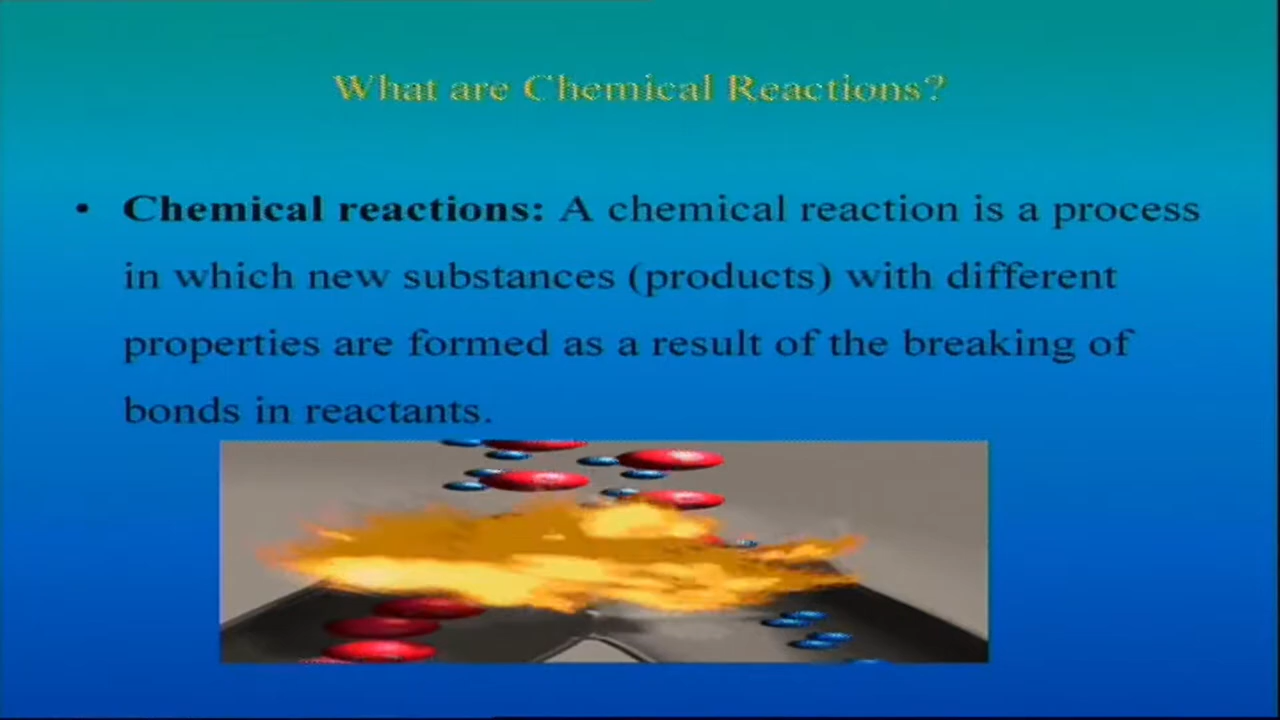 What are Chemical Reactions?
• Chemical reactions: A chemical reaction is a process
in which new substances (products) with different
properties are formed as a result of the breaking of
bonds in reactants.